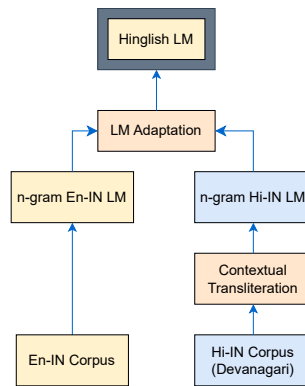 Hinglish LM
LM Adaptation
n-gram En-IN LM
n-gram Hi-IN LM
Contextual
Transliteration
En-IN Corpus
Hi-IN Corpus
(Devanagari)